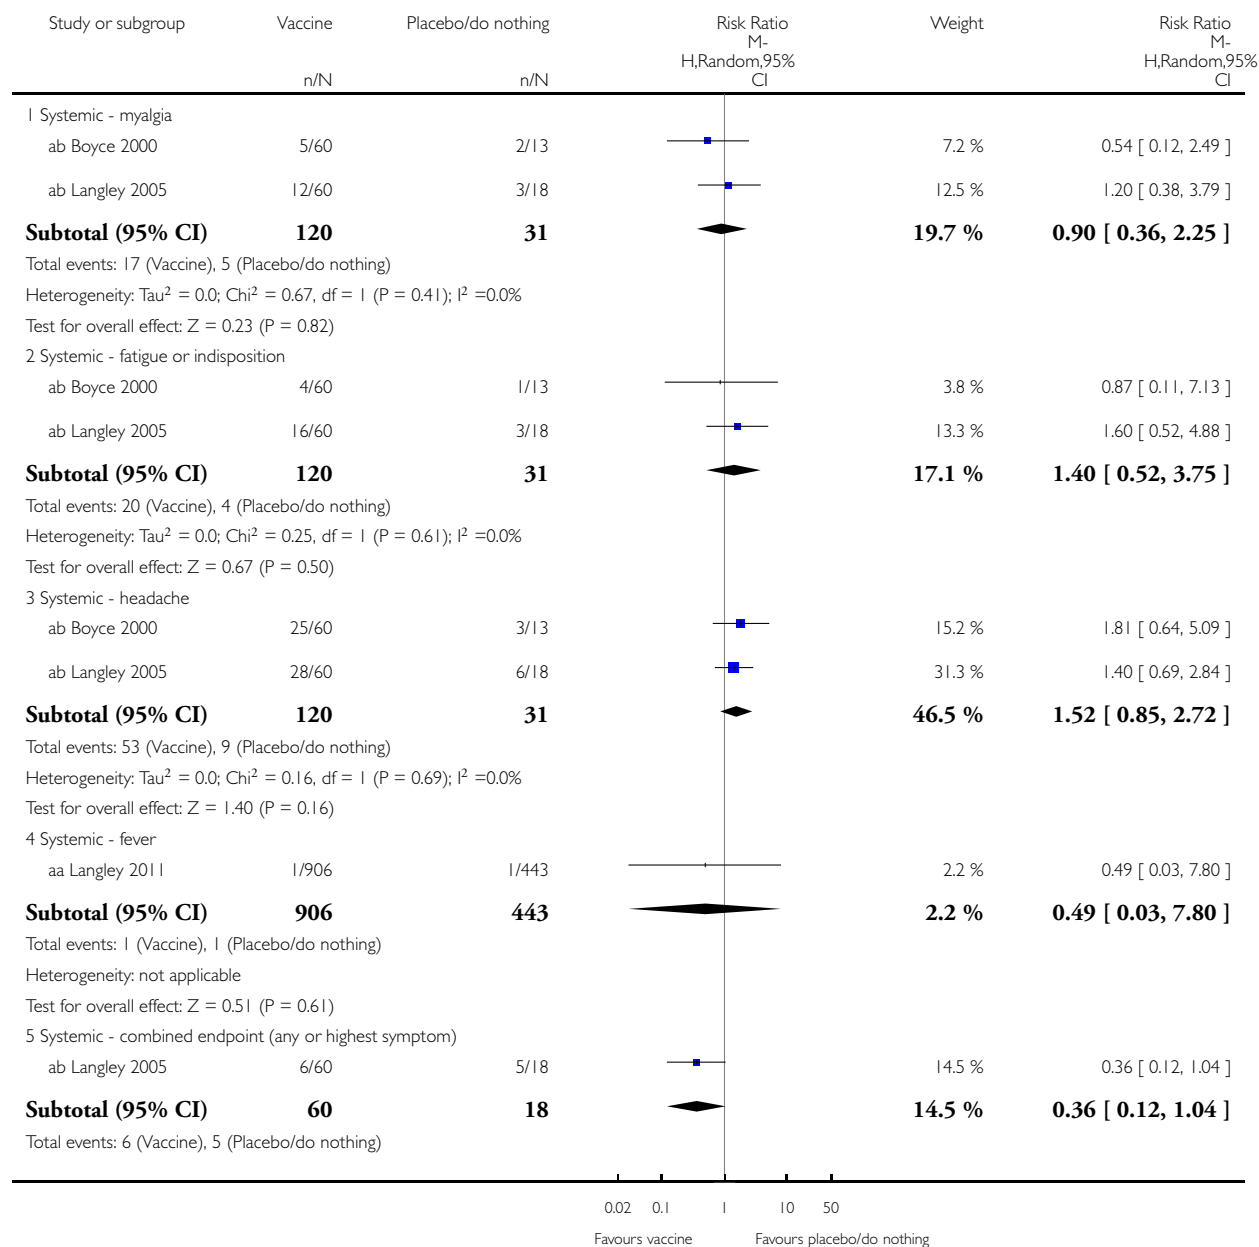 Study or subgroup Vaccine Placebo/do nothing Risk Ratio Weight Risk Ratio
M-H,Random,95% CI M-H,Random,95% CI
n/N n/N
1 Systemic - myalgia
ab Boyce 2000 5/60 2/13 7.2 % 0.54 [ 0.12, 2.49 ]
ab Langley 2005 12/60 3/18 12.5 % 1.20 [ 0.38, 3.79 ]
Subtotal (95% CI) 120 31 19.7 % 0.90 [ 0.36, 2.25 ]
Total events: 17 (Vaccine), 5 (Placebo/do nothing)
Heterogeneity: Tau² = 0.0; Chi² = 0.67, df = 1 (P = 0.41); I² =0.0%
Test for overall effect: Z = 0.23 (P = 0.82)
2 Systemic - fatigue or indisposition
ab Boyce 2000 4/60 1/13 3.8 % 0.87 [ 0.11, 7.13 ]
ab Langley 2005 16/60 3/18 13.3 % 1.60 [ 0.52, 4.88 ]
Subtotal (95% CI) 120 31 17.1 % 1.40 [ 0.52, 3.75 ]
Total events: 20 (Vaccine), 4 (Placebo/do nothing)
Heterogeneity: Tau² = 0.0; Chi² = 0.25, df = 1 (P = 0.61); I² =0.0%
Test for overall effect: Z = 0.67 (P = 0.50)
3 Systemic - headache
ab Boyce 2000 25/60 3/13 15.2 % 1.81 [ 0.64, 5.09 ]
ab Langley 2005 28/60 6/18 31.3 % 1.40 [ 0.69, 2.84 ]
Subtotal (95% CI) 120 31 46.5 % 1.52 [ 0.85, 2.72 ]
Total events: 53 (Vaccine), 9 (Placebo/do nothing)
Heterogeneity: Tau² = 0.0; Chi² = 0.16, df = 1 (P = 0.69); I² =0.0%
Test for overall effect: Z = 1.40 (P = 0.16)
4 Systemic - fever
aa Langley 2011 1/906 1/443 2.2 % 0.49 [ 0.03, 7.80 ]
Subtotal (95% CI) 906 443 2.2 % 0.49 [ 0.03, 7.80 ]
Total events: 1 (Vaccine), 1 (Placebo/do nothing)
Heterogeneity: not applicable
Test for overall effect: Z = 0.51 (P = 0.61)
5 Systemic - combined endpoint (any or highest symptom)
ab Langley 2005 6/60 5/18 14.5 % 0.36 [ 0.12, 1.04 ]
Subtotal (95% CI) 60 18 14.5 % 0.36 [ 0.12, 1.04 ]
Total events: 6 (Vaccine), 5 (Placebo/do nothing)
0.02 0.1 1 10 50
Favours vaccine Favours placebo/do nothing